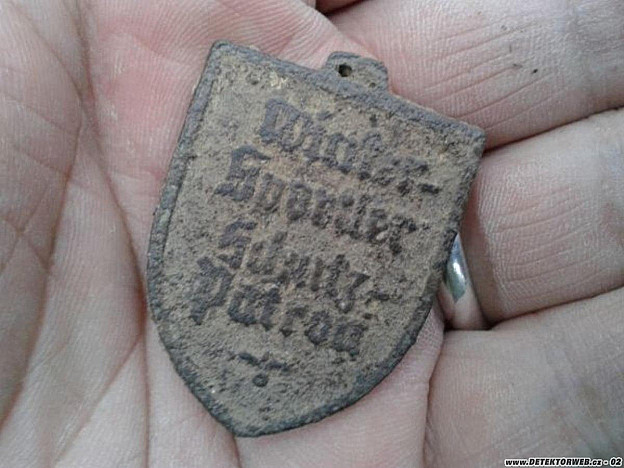 Winter-
Sportler
Schutz-
Patron
www.DETEKTORWEB.cz - 02